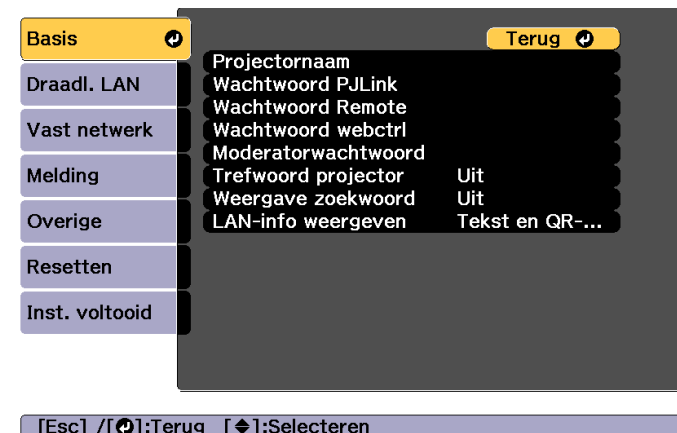 Basis
Draadl. LAN
Vast netwerk
Melding
Overige
Resetten
Inst. voltooid
Terug
Projectornaam
Wachtwoord PJLink
Wachtwoord Remote
Wachtwoord webctrl
Moderatorwachtwoord
Trefwoord projector Uit
Weergave zoekwoord Uit
LAN-info weergeven Tekst en QR-...
[Esc] /[ ]:Terug [ ]:Selecteren